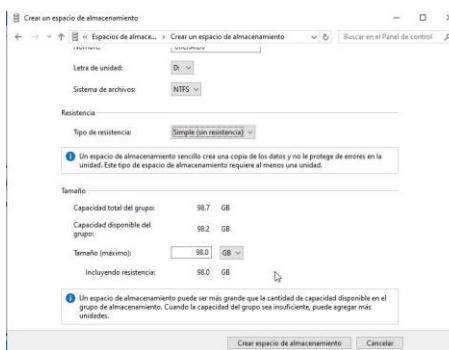 Crear un espacio de almacenamiento
« Espacios de almace... › Crear un espacio de almacenamiento
Buscar en el Panel de control
Letra de unidad: D:
Sistema de archivos: NTFS
Resistencia
Tipo de resistencia: Simple (sin resistencia)
Un espacio de almacenamiento sencillo crea una copia de los datos y no le protege de errores en la
unidad. Este tipo de espacio de almacenamiento requiere al menos una unidad.
Tamaño
Capacidad total del grupo: 98.7 GB
Capacidad disponible del
grupo: 98.2 GB
Tamaño (máximo): 98.0 GB
Incluyendo resistencia: 98.0 GB
Un espacio de almacenamiento puede ser más grande que la cantidad de capacidad disponible en el
grupo de almacenamiento. Cuando la capacidad del grupo sea insuficiente, puede agregar más
unidades.
Crear espacio de almacenamiento Cancelar